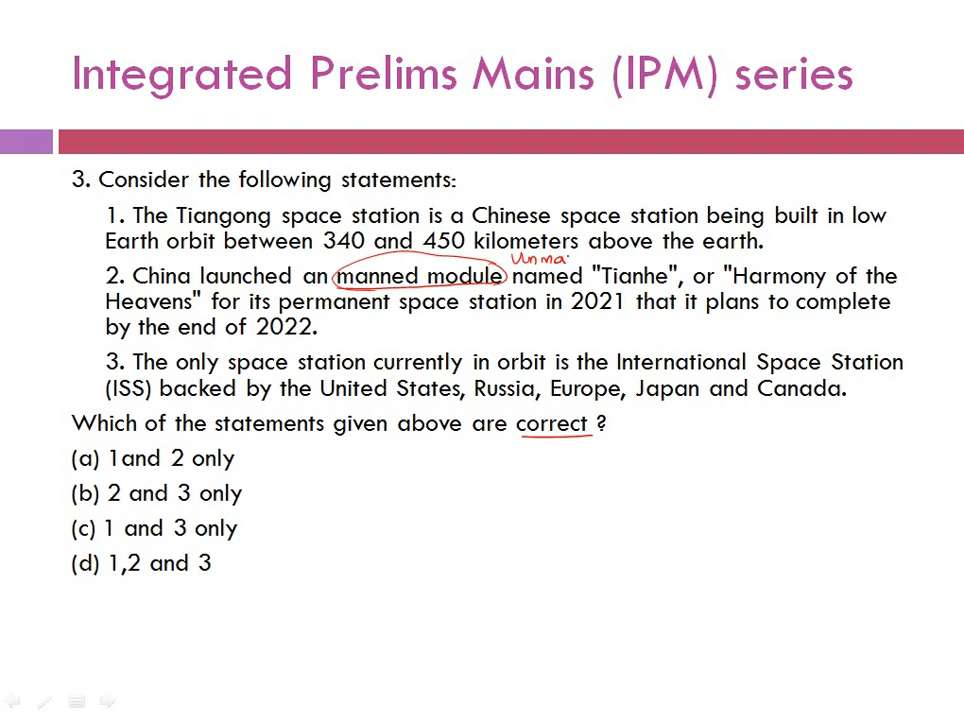 Integrated Prelims Mains (IPM) series
3. Consider the following statements:
1. The Tiangong space station is a Chinese space station being built in low
Earth orbit between 340 and 450 kilometers above the earth.
Unma.
2. China launched an manned module named "Tianhe", or "Harmony of the
Heavens" for its permanent space station in 2021 that it plans to complete
by the end of 2022.
3. The only space station currently in orbit is the International Space Station
(ISS) backed by the United States, Russia, Europe, Japan and Canada.
Which of the statements given above are correct ?
(a) 1and 2 only
(b) 2 and 3 only
(c) 1 and 3 only
(d) 1,2 and 3